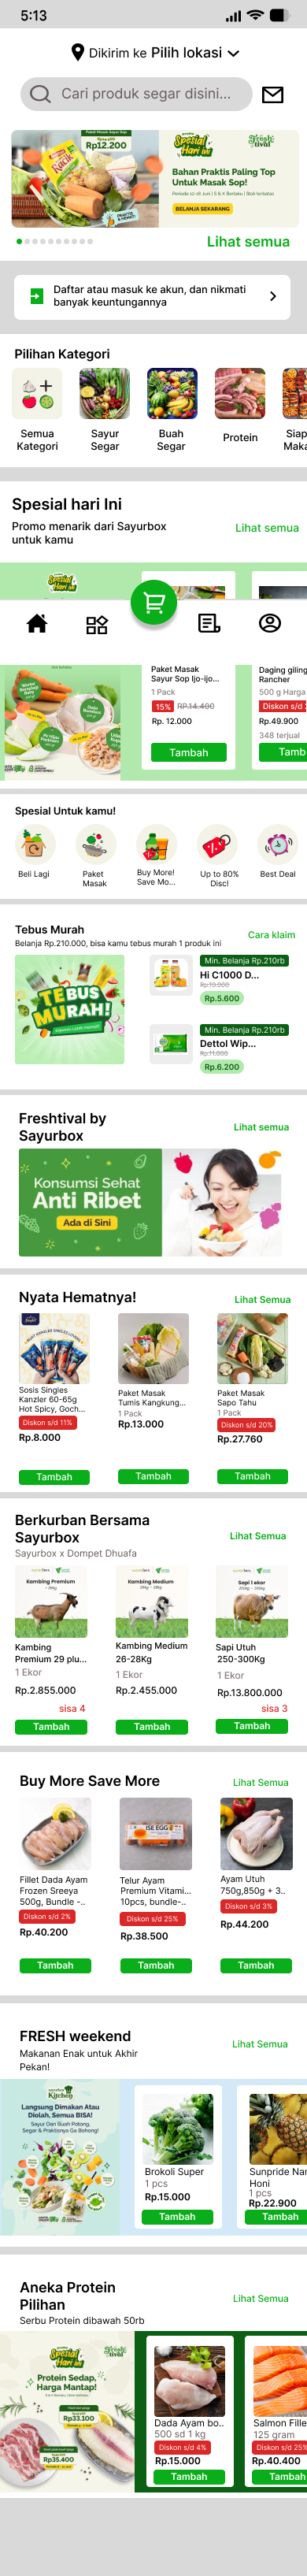 5:13
Dikirim ke Pilih lokasi
Cari produk segar disini...
Paket Masak Sayur Sop
Rp12.200
Racik
Spesial
Hari ini
Fresh
tival
Bahan Praktis Paling Top
Untuk Masak Sop!
BELANJA SEKARANG
Lihat semua
Daftar atau masuk ke akun, dan nikmati
banyak keuntungannya
Pilihan Kategori
Semua
Kategori
Sayur
Segar
Buah
Segar
Protein
Siap
Maka
Spesial hari Ini
Promo menarik dari Sayurbox
untuk kamu
Lihat semua
Spesial
Paket Masak
Sayur Sop Ijo-ijo...
1 Pack
15% RP.14.400
Rp. 12.000
Tambah
Daging giling
Rancher
500 g Harga
Diskon s/d
Rp.49.900
348 terjual
Tamb
Spesial Untuk kamu!
Beli Lagi
Paket
Masak
Buy More!
Save Mo...
Up to 80%
Disc!
Best Deal
Tebus Murah
Belanja Rp.210.000, bisa kamu tebus murah 1 produk ini
Cara klaim
TEBUS
MURAH!
Min. Belanja Rp.210rb
Hi C1000 D...
Rp.5.600
Min. Belanja Rp.210rb
Dettol Wip...
Rp.11.000
Rp.6.200
Freshtival by
Sayurbox
Lihat semua
Konsumsi Sehat
Anti Ribet
Ada di Sini
Nyata Hematnya!
Lihat Semua
Sosis Singles
Kanzler 60-65g
Hot Spicy, Goch...
Diskon s/d 11%
Rp.8.000
Tambah
Paket Masak
Tumis Kangkung...
1 Pack
Rp.13.000
Tambah
Paket Masak
Sapo Tahu
1 Pack
Diskon s/d 20%
Rp.27.760
Tambah
Berkurban Bersama
Sayurbox
Sayurbox x Dompet Dhuafa
Lihat Semua
Kambing Premium
Kambing
Premium 29 plu...
1 Ekor
Rp.2.855.000
sisa 4
Tambah
Kambing Medium
Kambing Medium
26-28Kg
1 Ekor
Rp.2.455.000
Tambah
Sapi 1 ekor
Sapi Utuh
250-300Kg
1 Ekor
Rp.13.800.000
sisa 3
Tambah
Buy More Save More
Lihat Semua
Fillet Dada Ayam
Frozen Sreeya
500g, Bundle -..
Diskon s/d 2%
Rp.40.200
Tambah
Telur Ayam
Premium Vitami...
10pcs, bundle-..
Diskon s/d 25%
Rp.38.500
Tambah
Ayam Utuh
750g,850g + 3..
Diskon s/d 3%
Rp.44.200
Tambah
FRESH weekend
Makanan Enak untuk Akhir
Pekan!
Lihat Semua
Kitchen
Langsung Dimakan Atau
Diolah, Semua BISA!
Sayur Dan Buah Potong,
Segar & Praktisnya Ga Bohong!
Brokoli Super
1 pcs
Rp.15.000
Tambah
Sunpride Nan
Honi
1 pcs
Rp.22.900
Tambah
Aneka Protein
Pilihan
Serbu Protein dibawah 50rb
Lihat Semua
Spesial
Hari ini
Fresh
tival
Protein Sedap,
Harga Mantap!
Rp33.100
Rp35.400
Dada Ayam bo..
500 sd 1 kg
Diskon s/d 4%
Rp.15.000
Tambah
Salmon Fille
125 gram
Diskon s/d 25%
Rp.40.400
Tambah